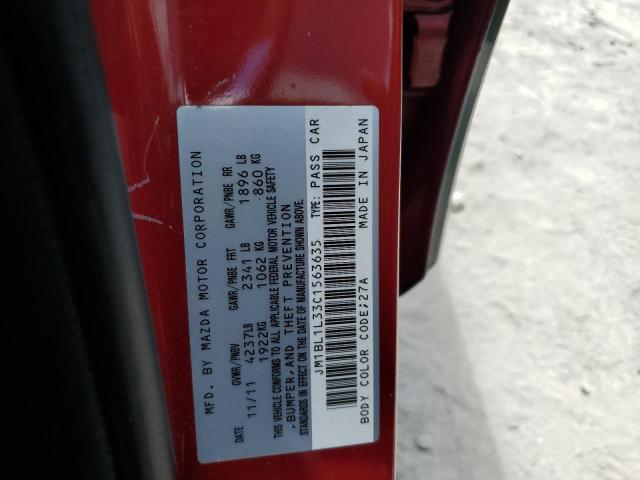 MFD. BY MAZDA MOTOR CORPORATION
DATE GVWR/PNBV GAWR/PNBE FRT GAWR/PNBE RR
11/11 4237LB 2341 LB 1896 LB
1922KG 1062 KG 860 KG
THIS VEHICLE CONFORMS TO ALL APPLICABLE FEDERAL MOTOR VEHICLE SAFETY
, BUMPER, AND THEFT PREVENTION
STANDARDS IN EFFECT ON THE DATE OF MANUFACTURE SHOWN ABOVE.
JM1BL1L33C1563635 TYPE: PASS CAR
BODY COLOR CODE:27A MADE IN JAPAN